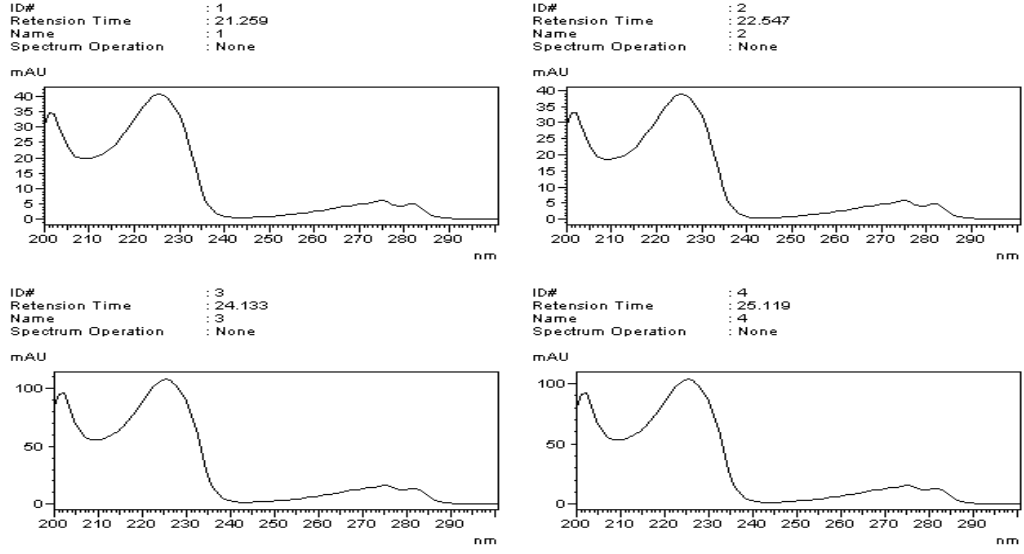 ID# : 1
Retension Time : 21.259
Name : 1
Spectrum Operation : None
mAU
40
35
30
25
20
15
10
5
0
200 210 220 230 240 250 260 270 280 290
nm
ID# : 2
Retension Time : 22.547
Name : 2
Spectrum Operation : None
mAU
40
35
30
25
20
15
10
5
0
200 210 220 230 240 250 260 270 280 290
nm
ID# : 3
Retension Time : 24.133
Name : 3
Spectrum Operation : None
mAU
100
50
0
200 210 220 230 240 250 260 270 280 290
nm
ID# : 4
Retension Time : 25.119
Name : 4
Spectrum Operation : None
mAU
100
50
0
200 210 220 230 240 250 260 270 280 290
nm